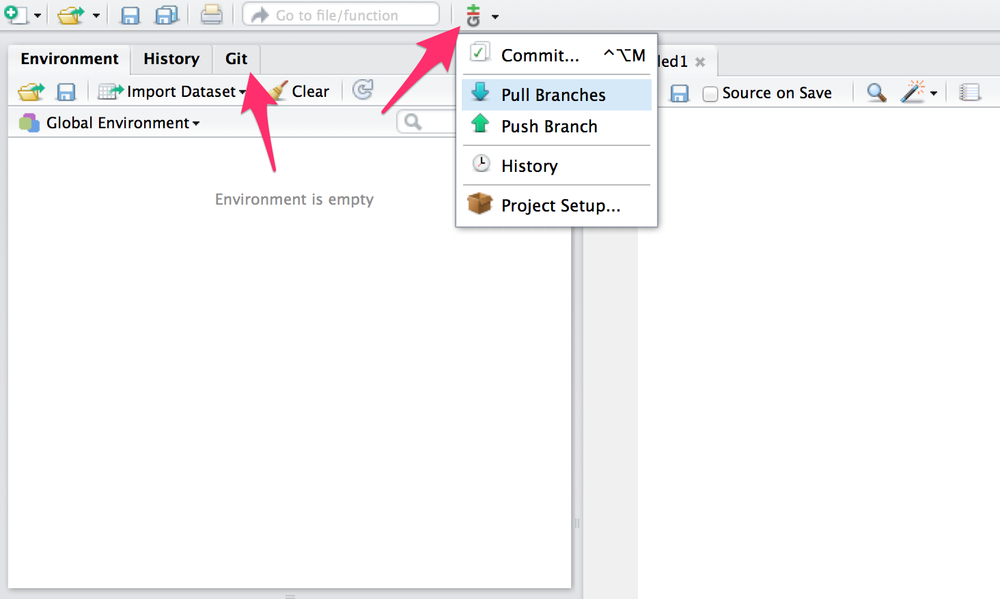 Go to file/function
G
Environment History Git
Commit... ^⌥M
led1
Import Dataset Clear
Pull Branches
Source on Save
Global Environment
Push Branch
History
Environment is empty
Project Setup...